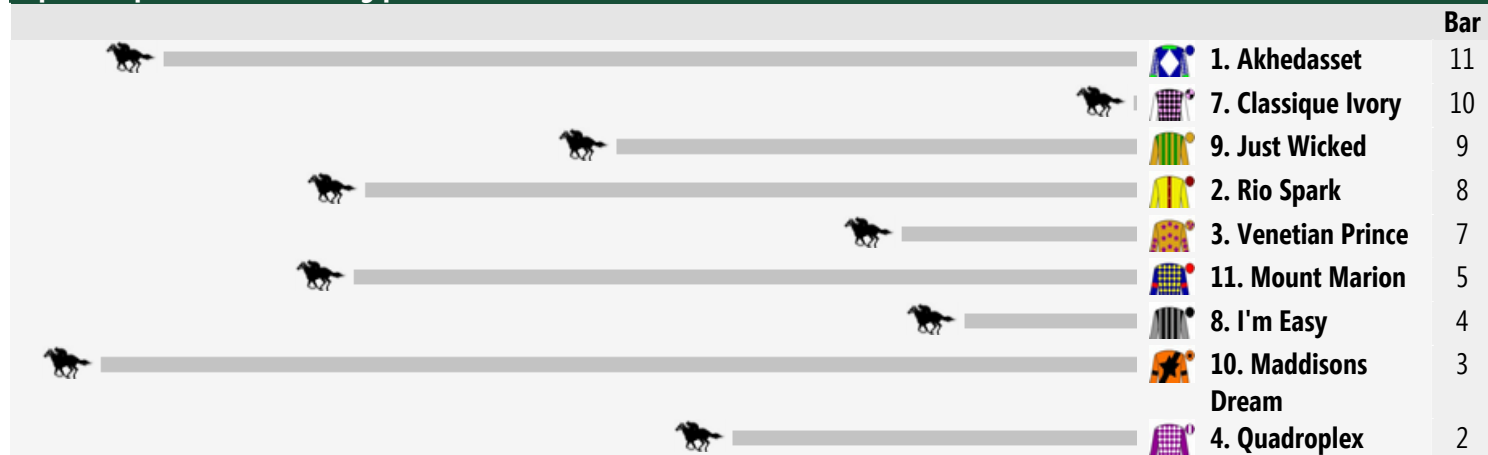 Bar
1. Akhedasset 11
7. Classique Ivory 10
9. Just Wicked 9
2. Rio Spark 8
3. Venetian Prince 7
11. Mount Marion 5
8. I'm Easy 4
10. Maddisons 3
Dream
4. Quadroplex 2